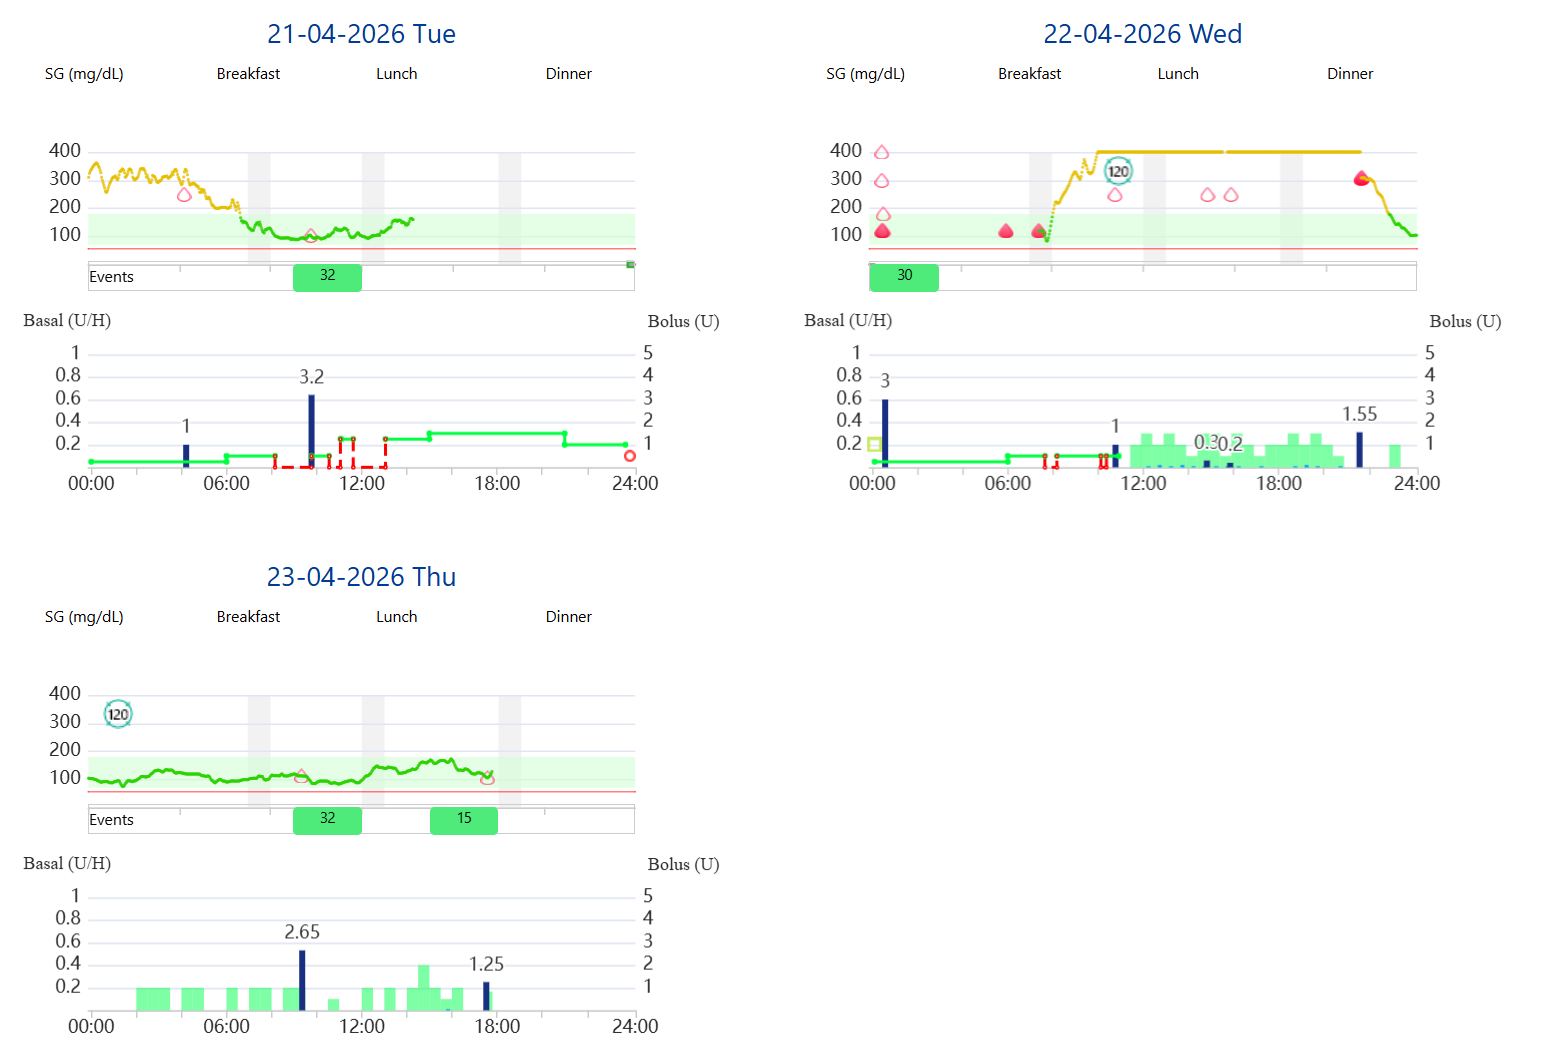 21-04-2026 Tue
SG (mg/dL) Breakfast Lunch Dinner
400
300
200
100
Events 32
Basal (U/H) Bolus (U)
1 5
0.8 3.2 4
0.6 3
0.4 1 2
0.2 1
00:00 06:00 12:00 18:00 24:00
22-04-2026 Wed
SG (mg/dL) Breakfast Lunch Dinner
400
300 120
200
100
30
Basal (U/H) Bolus (U)
1 5
0.8 3 4
0.6 3
0.4 1 1.55 2
0.2 0.3 0.2 1
00:00 06:00 12:00 18:00 24:00
23-04-2026 Thu
SG (mg/dL) Breakfast Lunch Dinner
400
300 120
200
100
Events 32 15
Basal (U/H) Bolus (U)
1 5
0.8 2.65 4
0.6 3
0.4 1.25 2
0.2 1
00:00 06:00 12:00 18:00 24:00